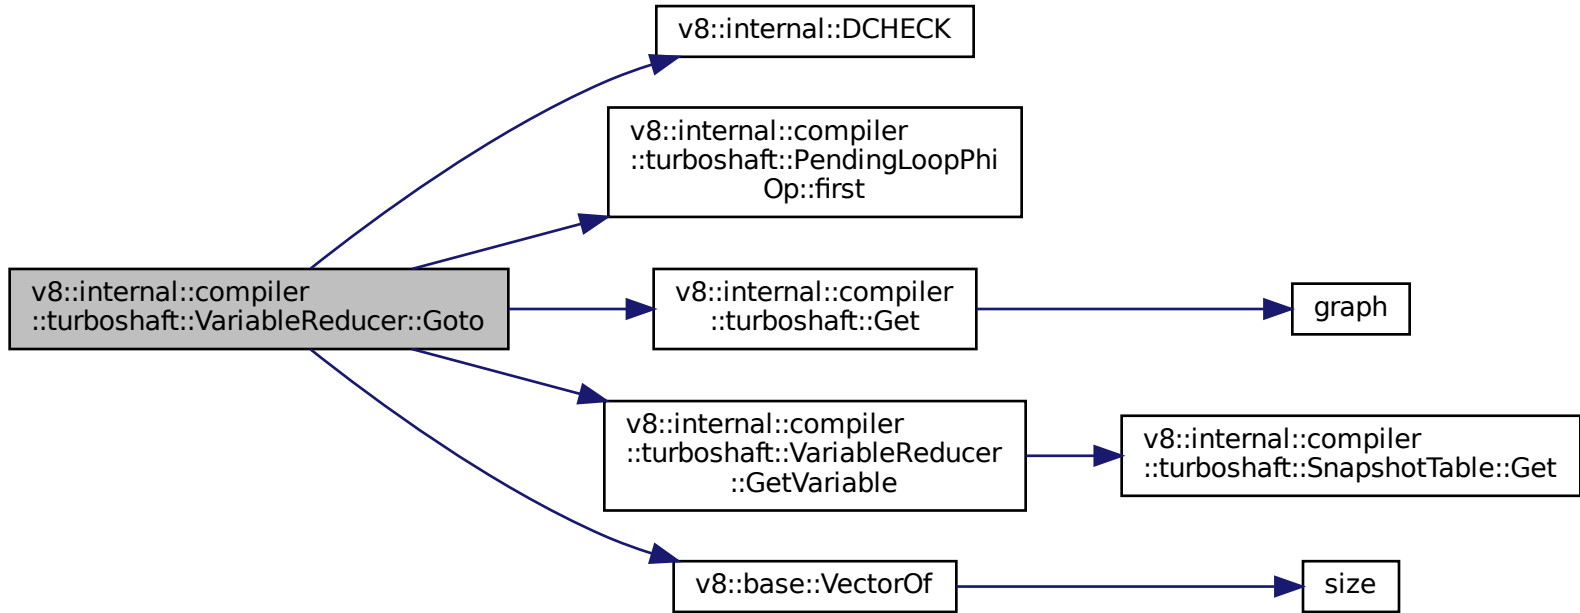 v8::internal::DCHECK
v8::internal::compiler
::turboshaft::PendingLoopPhi
Op::first
v8::internal::compiler
::turboshaft::VariableReducer::Goto
v8::internal::compiler
::turboshaft::Get
graph
v8::internal::compiler
::turboshaft::VariableReducer
::GetVariable
v8::internal::compiler
::turboshaft::SnapshotTable::Get
v8::base::VectorOf
size